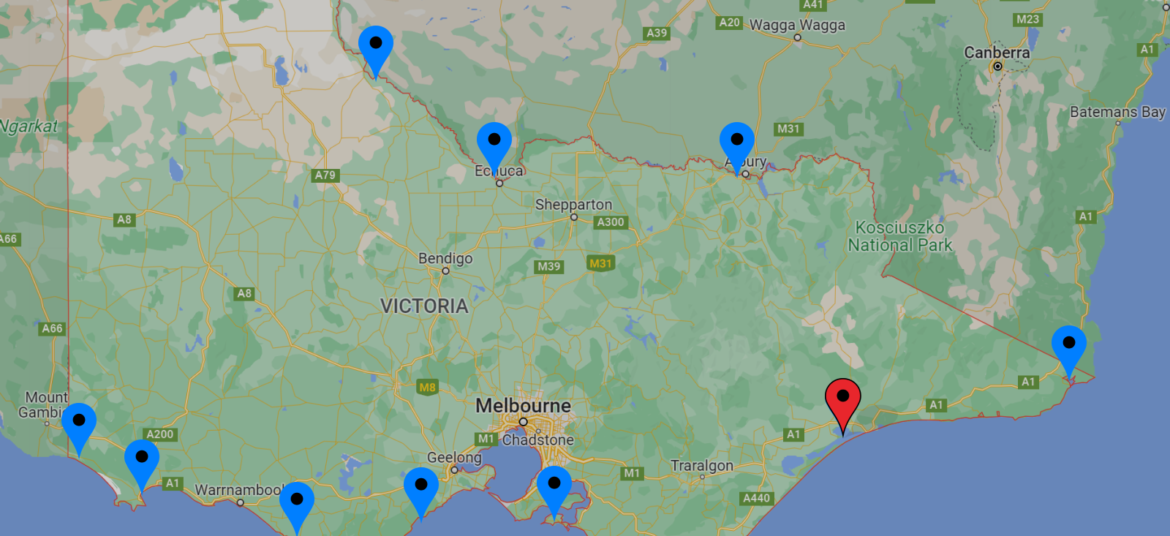 A41
A20
M23
Wagga Wagga
A39
A1
Canberra
Ngarkat
Batemans Bay
M31
Albury
Echuca
A79
Shepparton
A8
A300
A1
A66
Kosciuszko
National Park
Bendigo
M39
M31
A8
VICTORIA
A66
M8
A1
Mount
Melbourne
A1
A200
M1
Chadstone
A1
Geelong
Traralgon
M1
A1
Warrnambool
A440